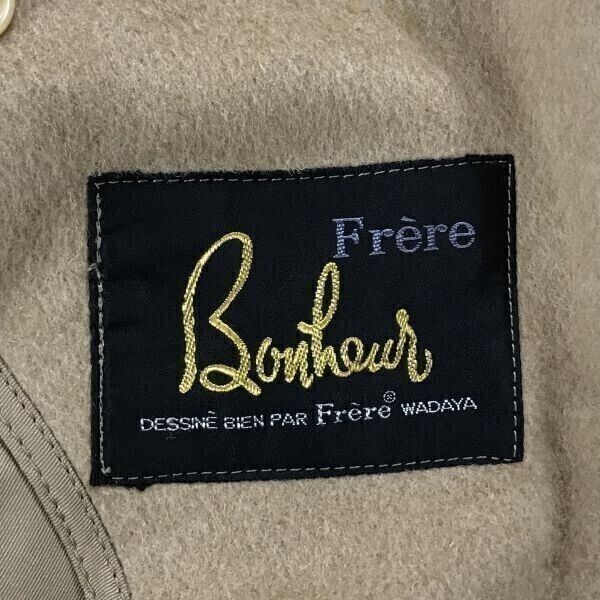 Frère
Bonheur
DESSINÈ BIEN PAR Frère® WADAYA